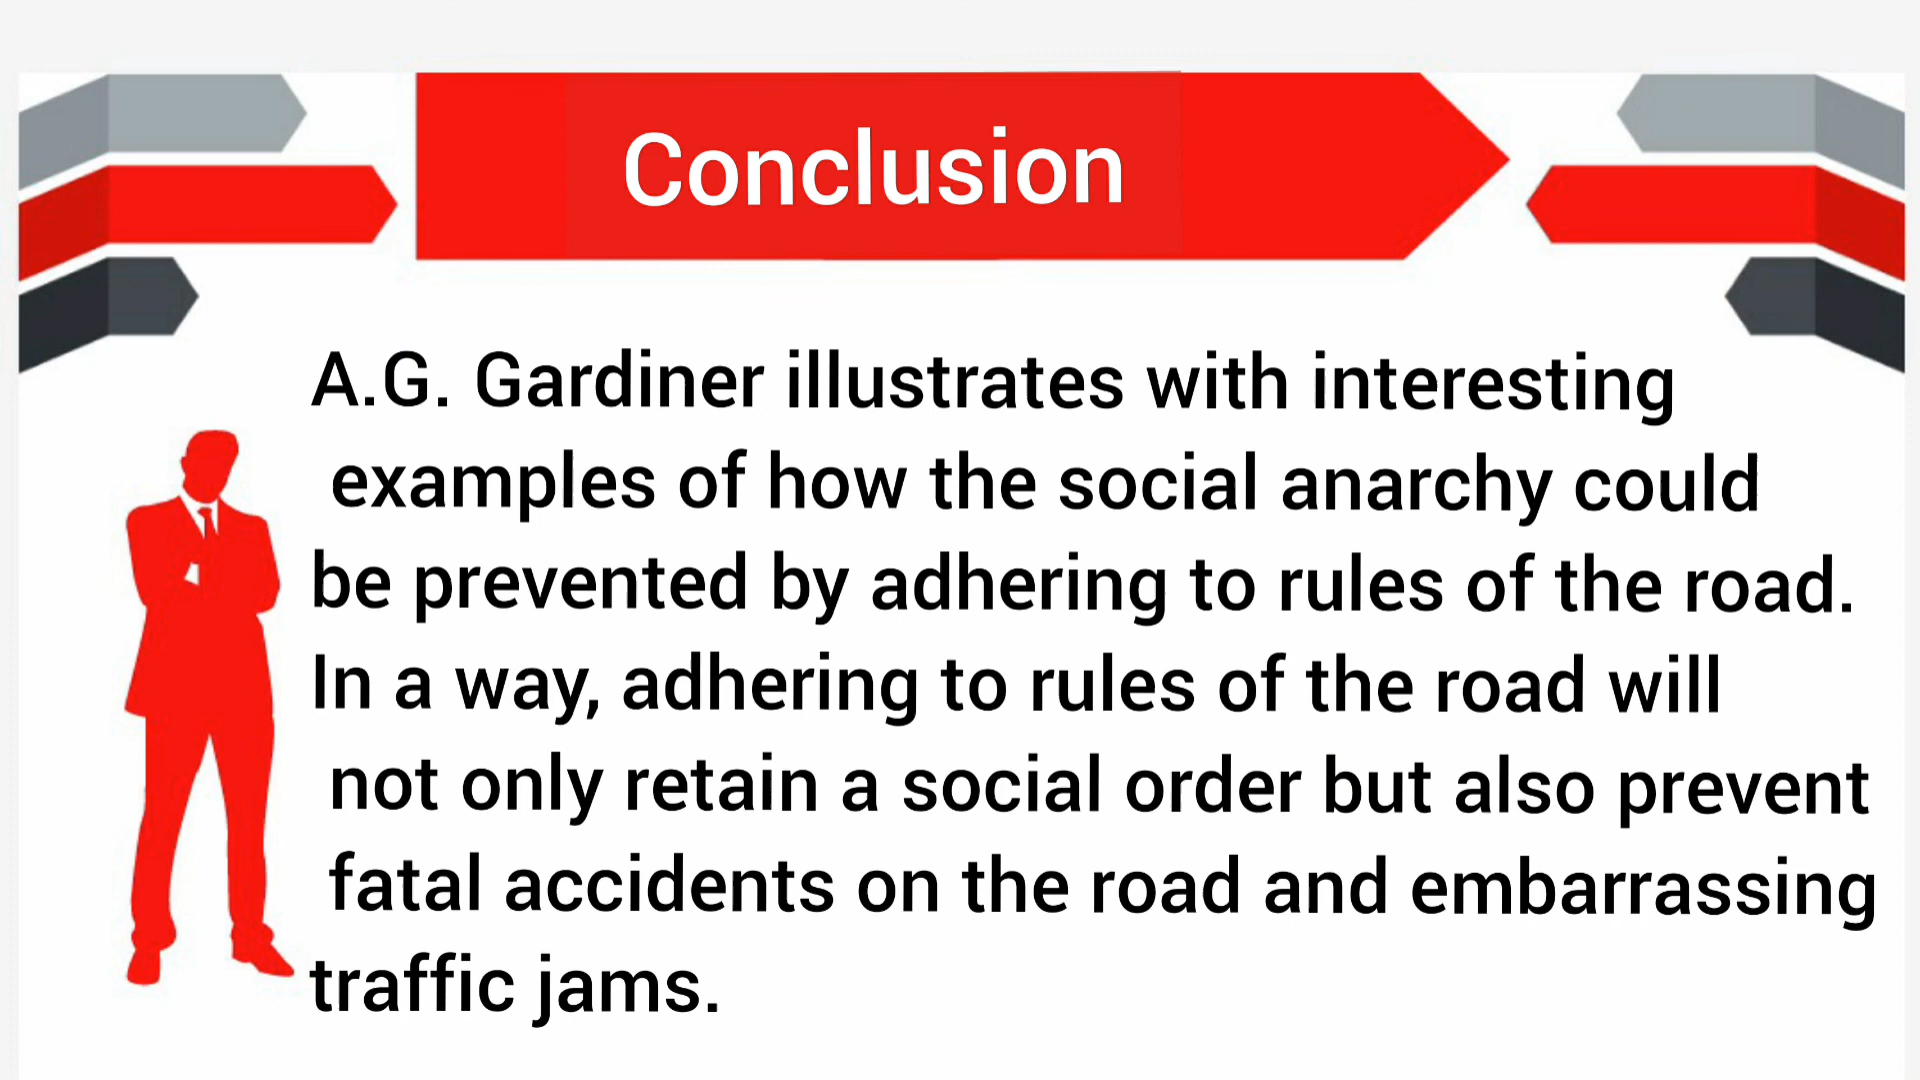 Conclusion
A.G. Gardiner illustrates with interesting
examples of how the social anarchy could
be prevented by adhering to rules of the road.
In a way, adhering to rules of the road will
not only retain a social order but also prevent
fatal accidents on the road and embarrassing
traffic jams.